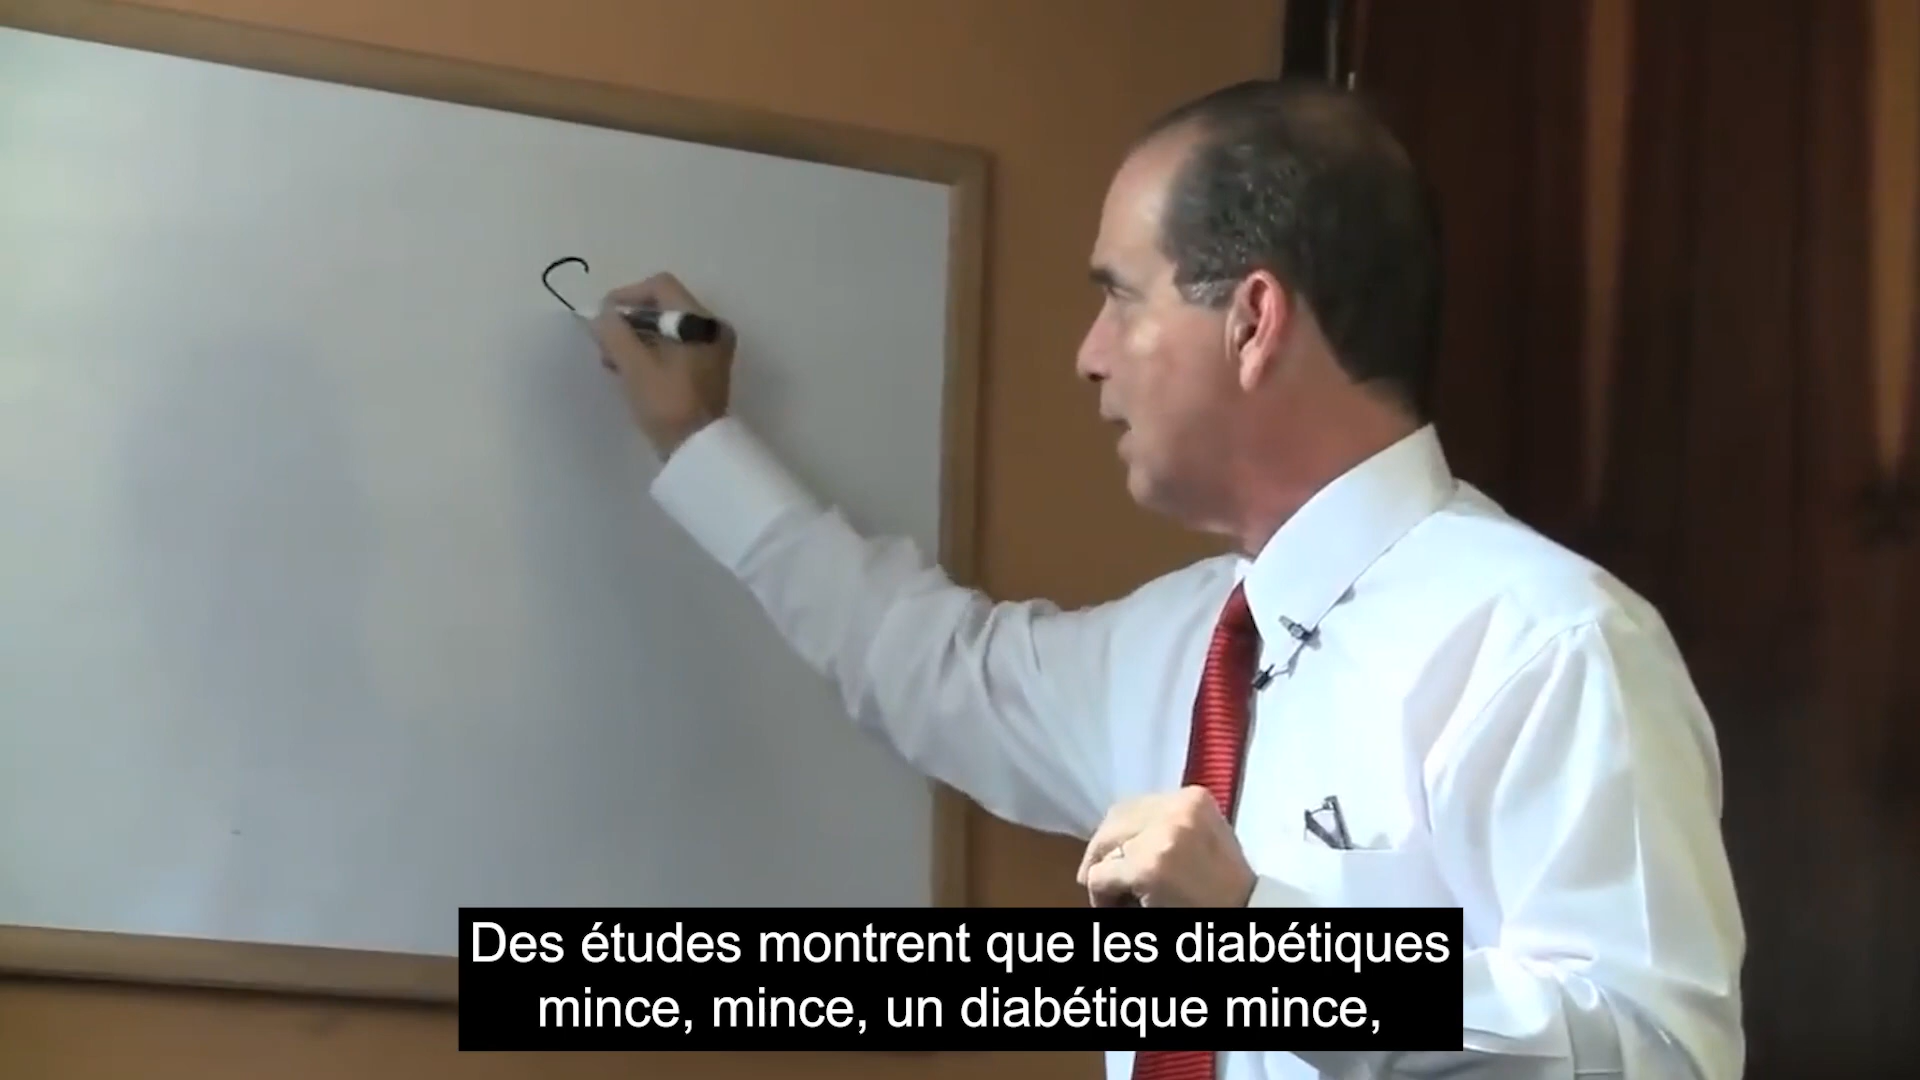 Des études montrent que les diabétiques
mince, mince, un diabétique mince,